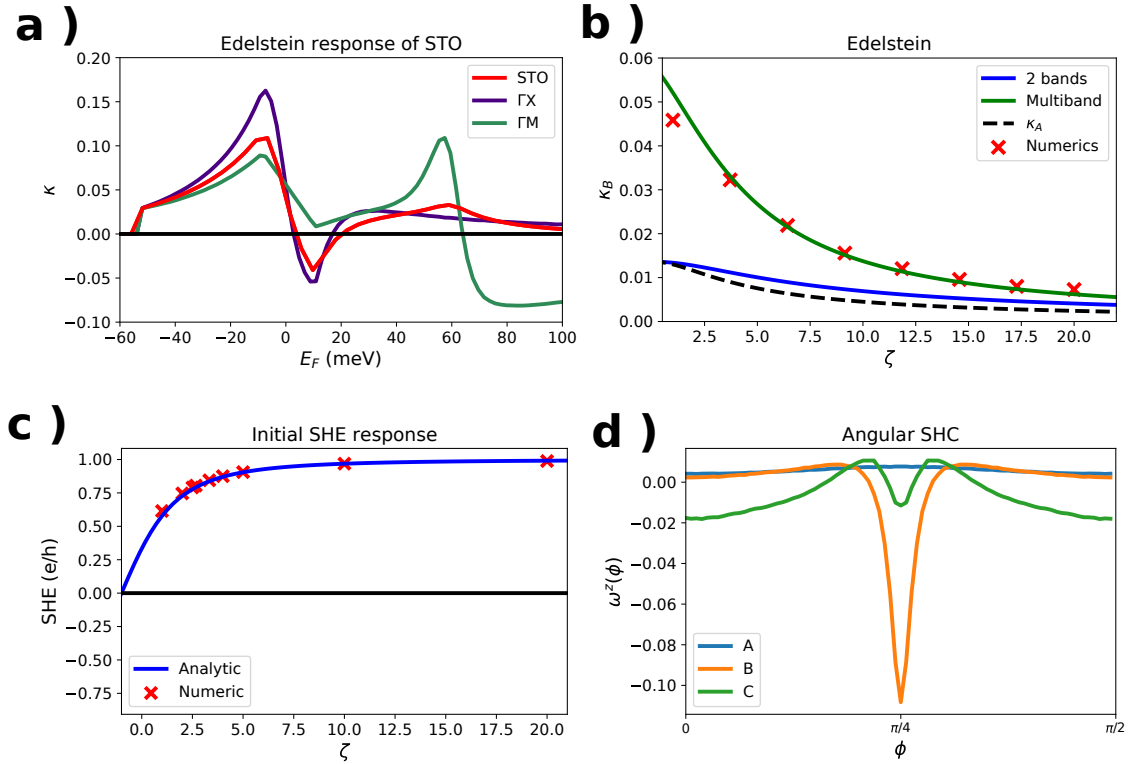 a )
Edelstein response of STO
0.20
0.15
0.10
0.05
0.00
−0.05
−0.10
κ
−60 −40 −20 0 20 40 60 80 100
E_F (meV)
STO
ΓX
ΓM
b )
Edelstein
0.06
0.05
0.04
0.03
0.02
0.01
0.00
κ_B
2.5 5.0 7.5 10.0 12.5 15.0 17.5 20.0
ζ
2 bands
Multiband
κ_A
Numerics
c )
Initial SHE response
1.00
0.75
0.50
0.25
0.00
−0.25
−0.50
−0.75
SHE (e/h)
0.0 2.5 5.0 7.5 10.0 12.5 15.0 17.5 20.0
ζ
Analytic
Numeric
d )
Angular SHC
0.00
−0.02
−0.04
−0.06
−0.08
−0.10
ω^z(ϕ)
0 π/4 π/2
ϕ
A
B
C